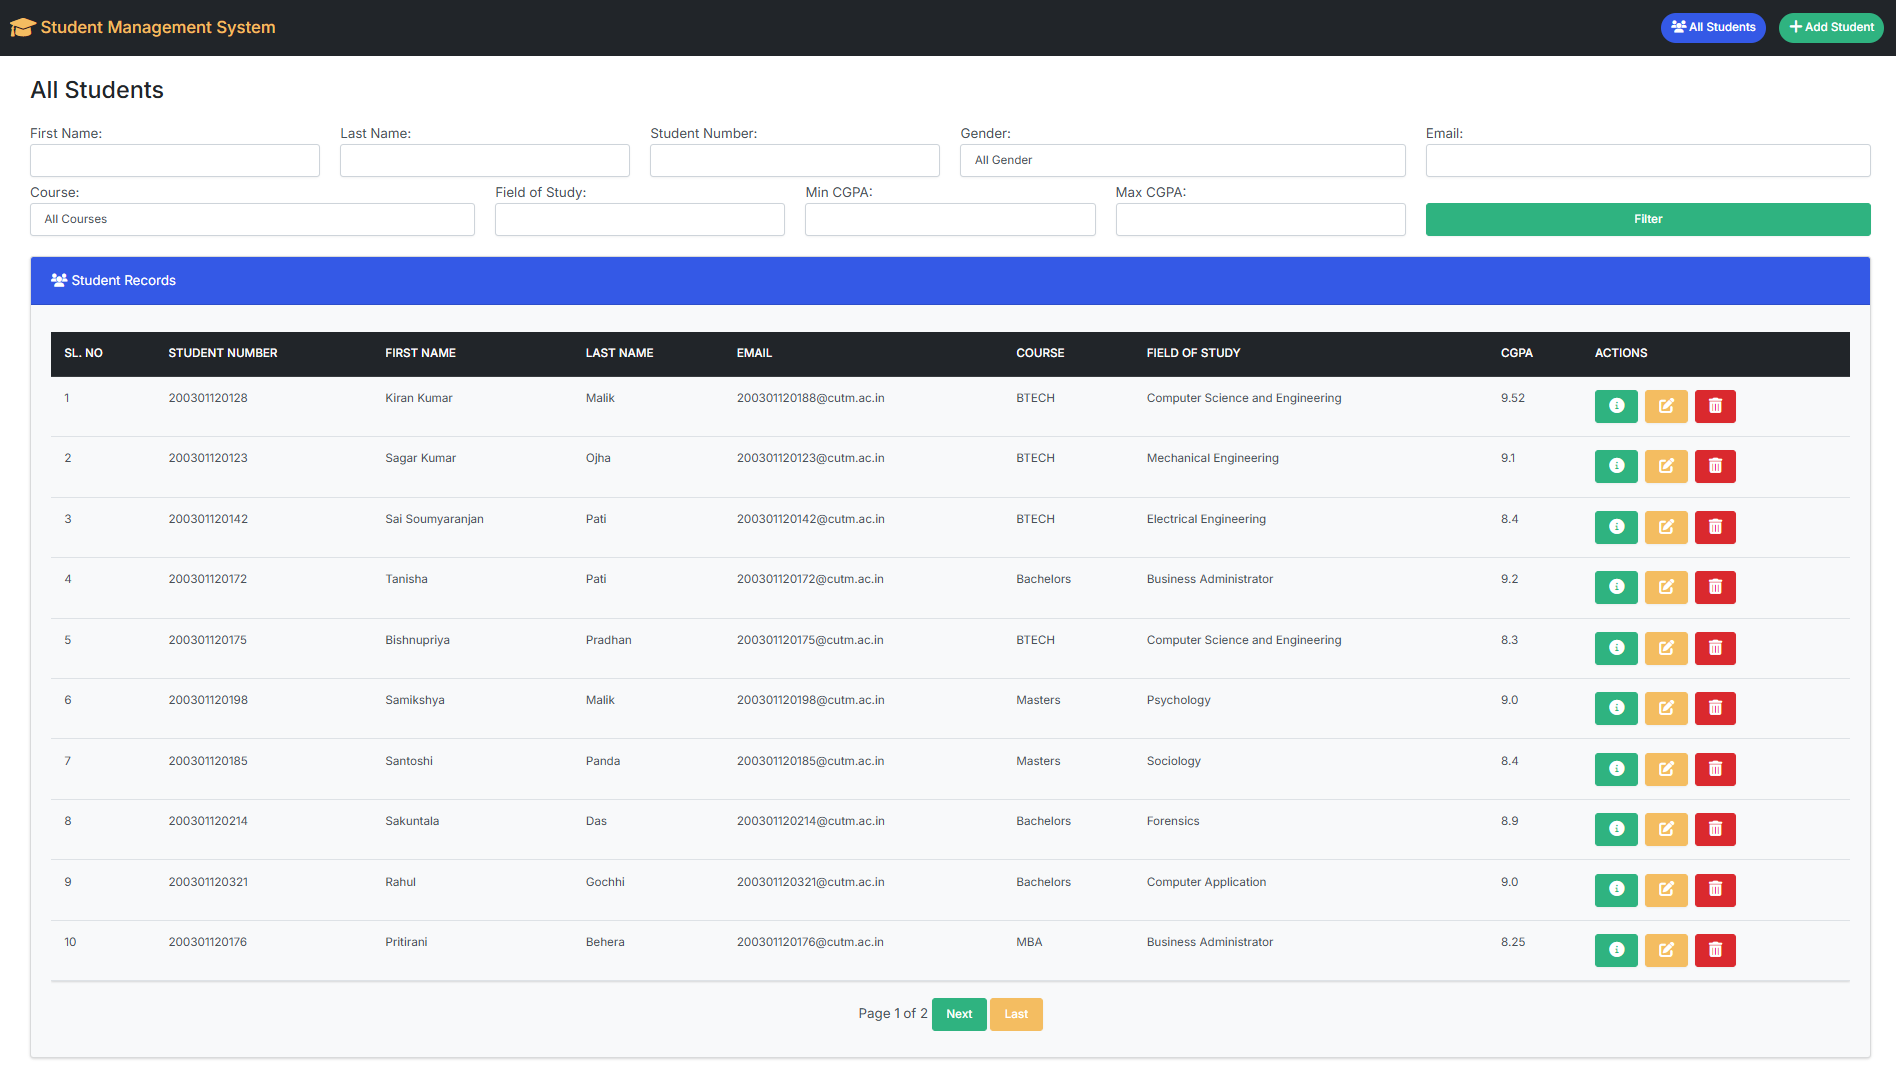 Student Management System
All Students
Add Student
All Students
First Name:
Last Name:
Student Number:
Gender:
Email:
All Gender
Course:
Field of Study:
Min CGPA:
Max CGPA:
All Courses
Filter
Student Records
SL. NO STUDENT NUMBER FIRST NAME LAST NAME EMAIL COURSE FIELD OF STUDY CGPA ACTIONS
1 200301120128 Kiran Kumar Malik 200301120188@cutm.ac.in BTECH Computer Science and Engineering 9.52
2 200301120123 Sagar Kumar Ojha 200301120123@cutm.ac.in BTECH Mechanical Engineering 9.1
3 200301120142 Sai Soumyaranjan Pati 200301120142@cutm.ac.in BTECH Electrical Engineering 8.4
4 200301120172 Tanisha Pati 200301120172@cutm.ac.in Bachelors Business Administrator 9.2
5 200301120175 Bishnupriya Pradhan 200301120175@cutm.ac.in BTECH Computer Science and Engineering 8.3
6 200301120198 Samikshya Malik 200301120198@cutm.ac.in Masters Psychology 9.0
7 200301120185 Santoshi Panda 200301120185@cutm.ac.in Masters Sociology 8.4
8 200301120214 Sakuntala Das 200301120214@cutm.ac.in Bachelors Forensics 8.9
9 200301120321 Rahul Gochhi 200301120321@cutm.ac.in Bachelors Computer Application 9.0
10 200301120176 Pritirani Behera 200301120176@cutm.ac.in MBA Business Administrator 8.25
Page 1 of 2 Next Last